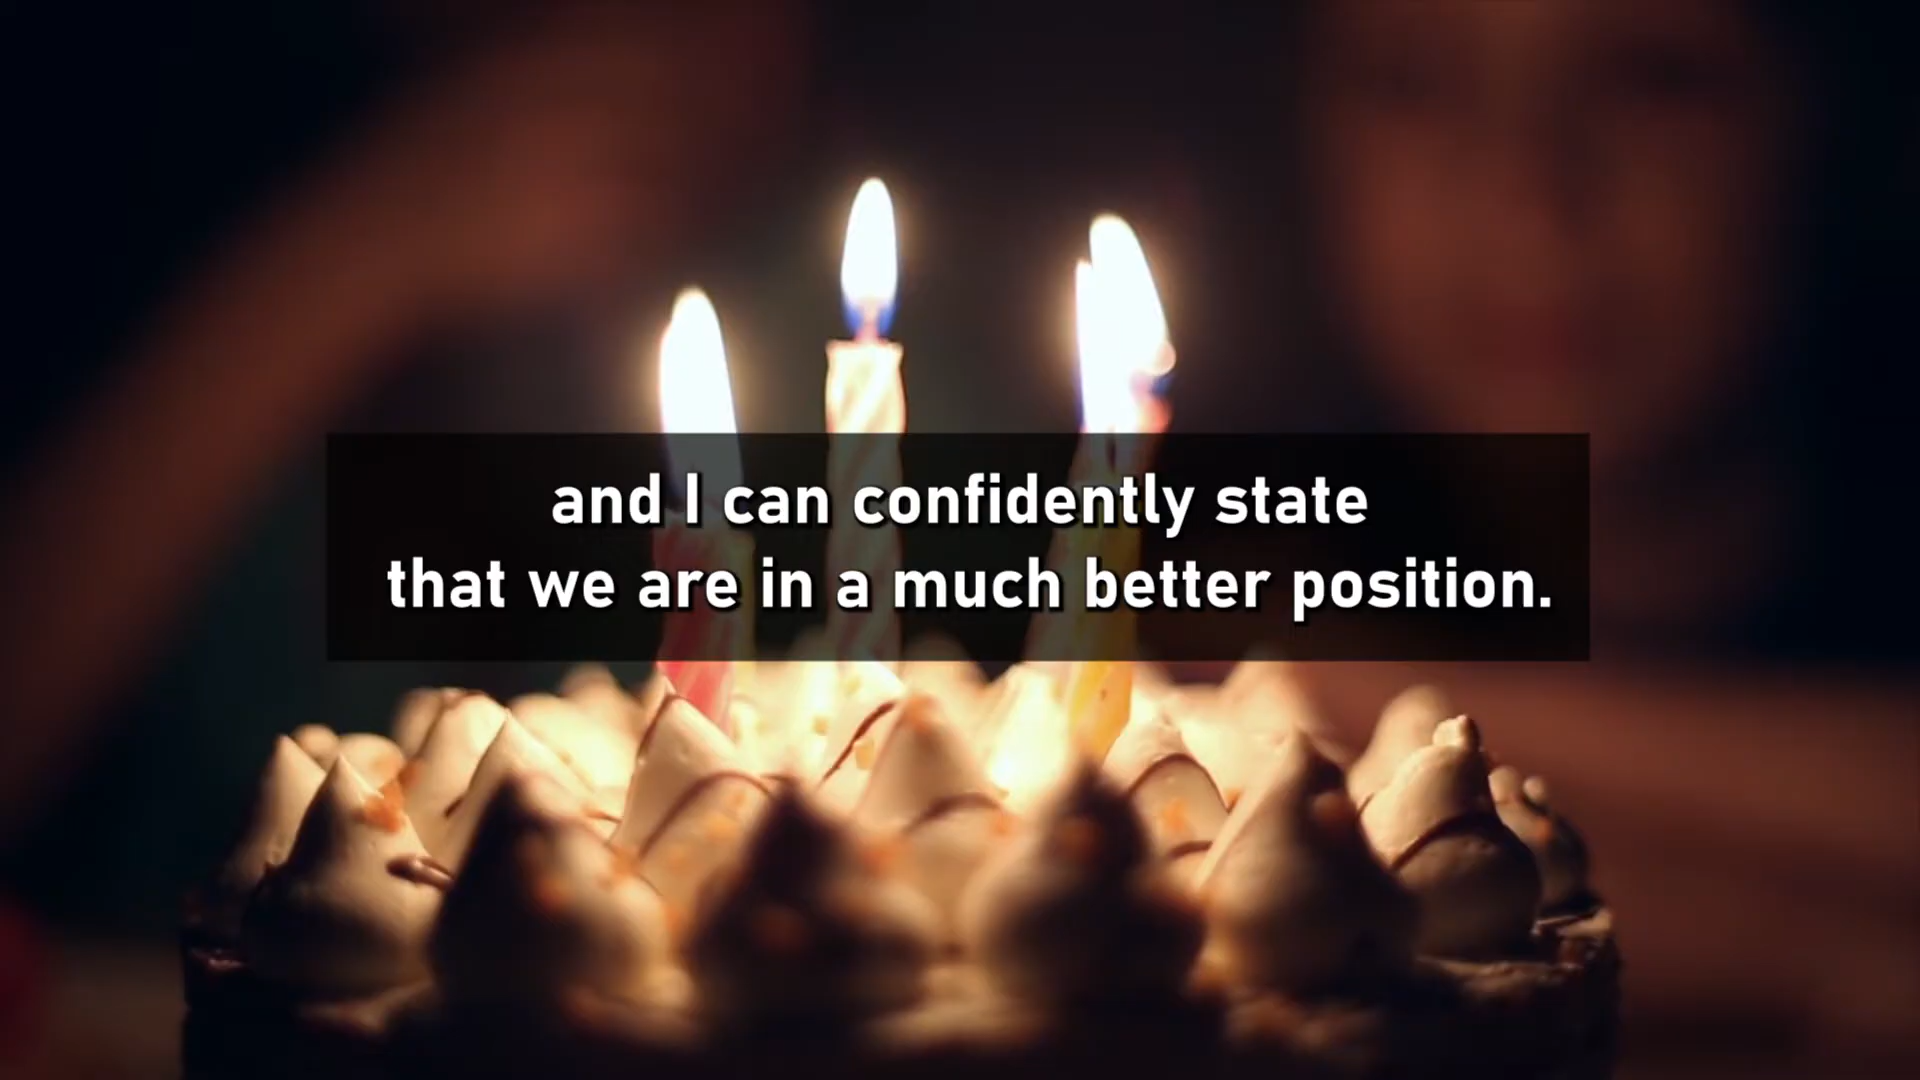 and I can confidently state
that we are in a much better position.